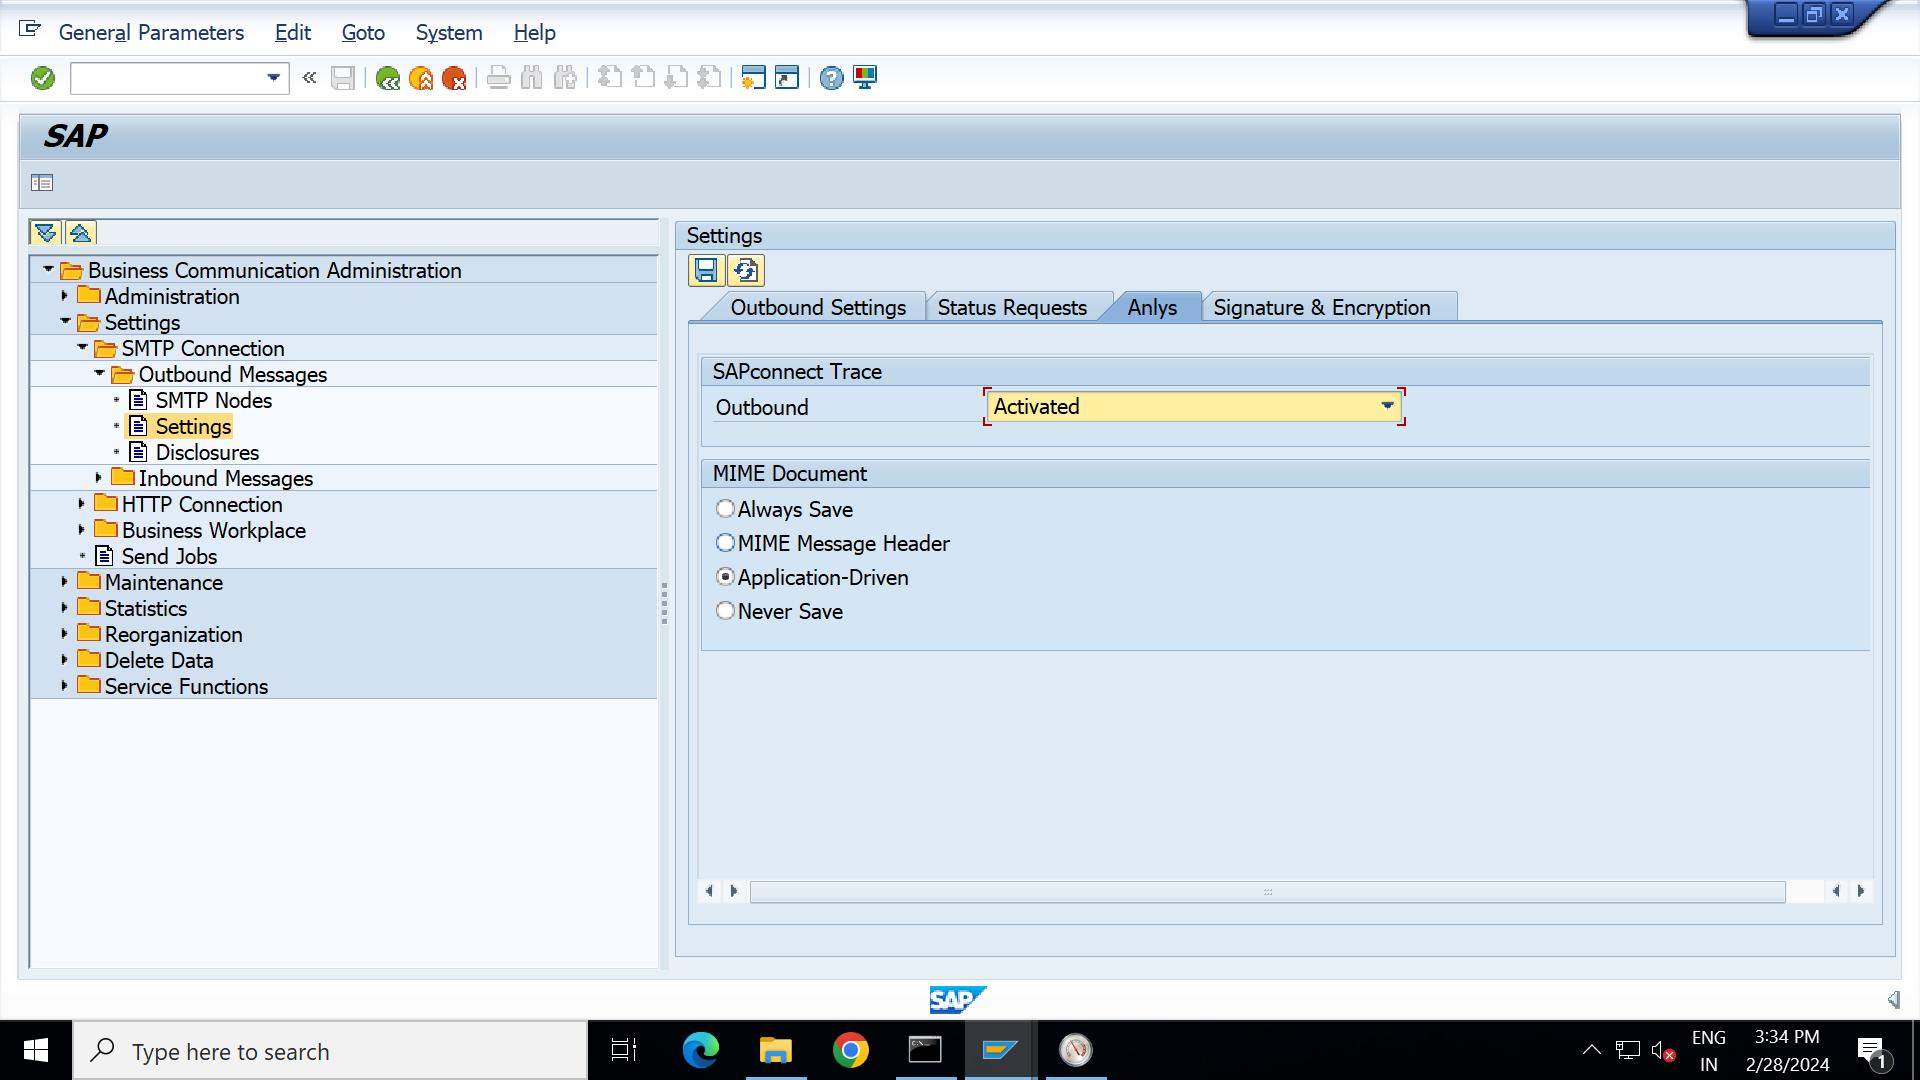 General Parameters Edit Goto System Help
SAP
Business Communication Administration
Administration
Settings
SMTP Connection
Outbound Messages
SMTP Nodes
Settings
Disclosures
Inbound Messages
HTTP Connection
Business Workplace
Send Jobs
Maintenance
Statistics
Reorganization
Delete Data
Service Functions
Settings
Outbound Settings Status Requests Anlys Signature & Encryption
SAPconnect Trace
Outbound Activated
MIME Document
Always Save
MIME Message Header
Application-Driven
Never Save
SAP
Type here to search
ENG
IN
3:34 PM
2/28/2024
1